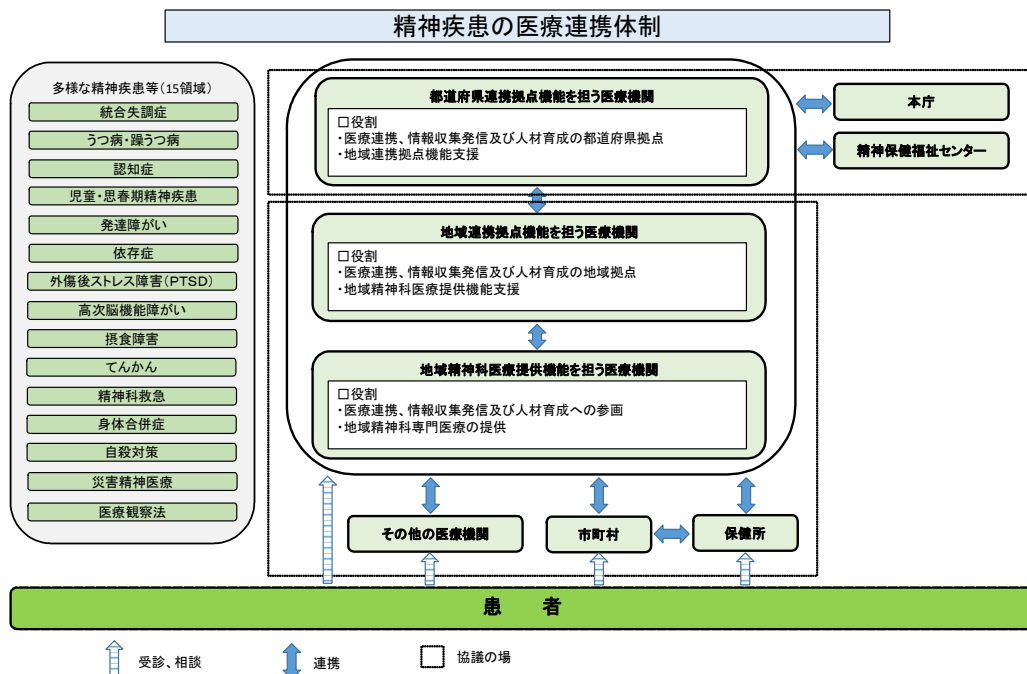 精神疾患の医療連携体制
多様な精神疾患等(15領域)
統合失調症
うつ病・躁うつ病
認知症
児童・思春期精神疾患
発達障がい
依存症
外傷後ストレス障害(PTSD)
高次脳機能障がい
摂食障害
てんかん
精神科救急
身体合併症
自殺対策
災害精神医療
医療観察法
都道府県連携拠点機能を担う医療機関
□役割
・医療連携、情報収集発信及び人材育成の都道府県拠点
・地域連携拠点機能支援
本庁
精神保健福祉センター
地域連携拠点機能を担う医療機関
□役割
・医療連携、情報収集発信及び人材育成の地域拠点
・地域精神科医療提供機能支援
地域精神科医療提供機能を担う医療機関
□役割
・医療連携、情報収集発信及び人材育成への参画
・地域精神科専門医療の提供
その他の医療機関
市町村
保健所
患 者
受診、相談
連携
協議の場